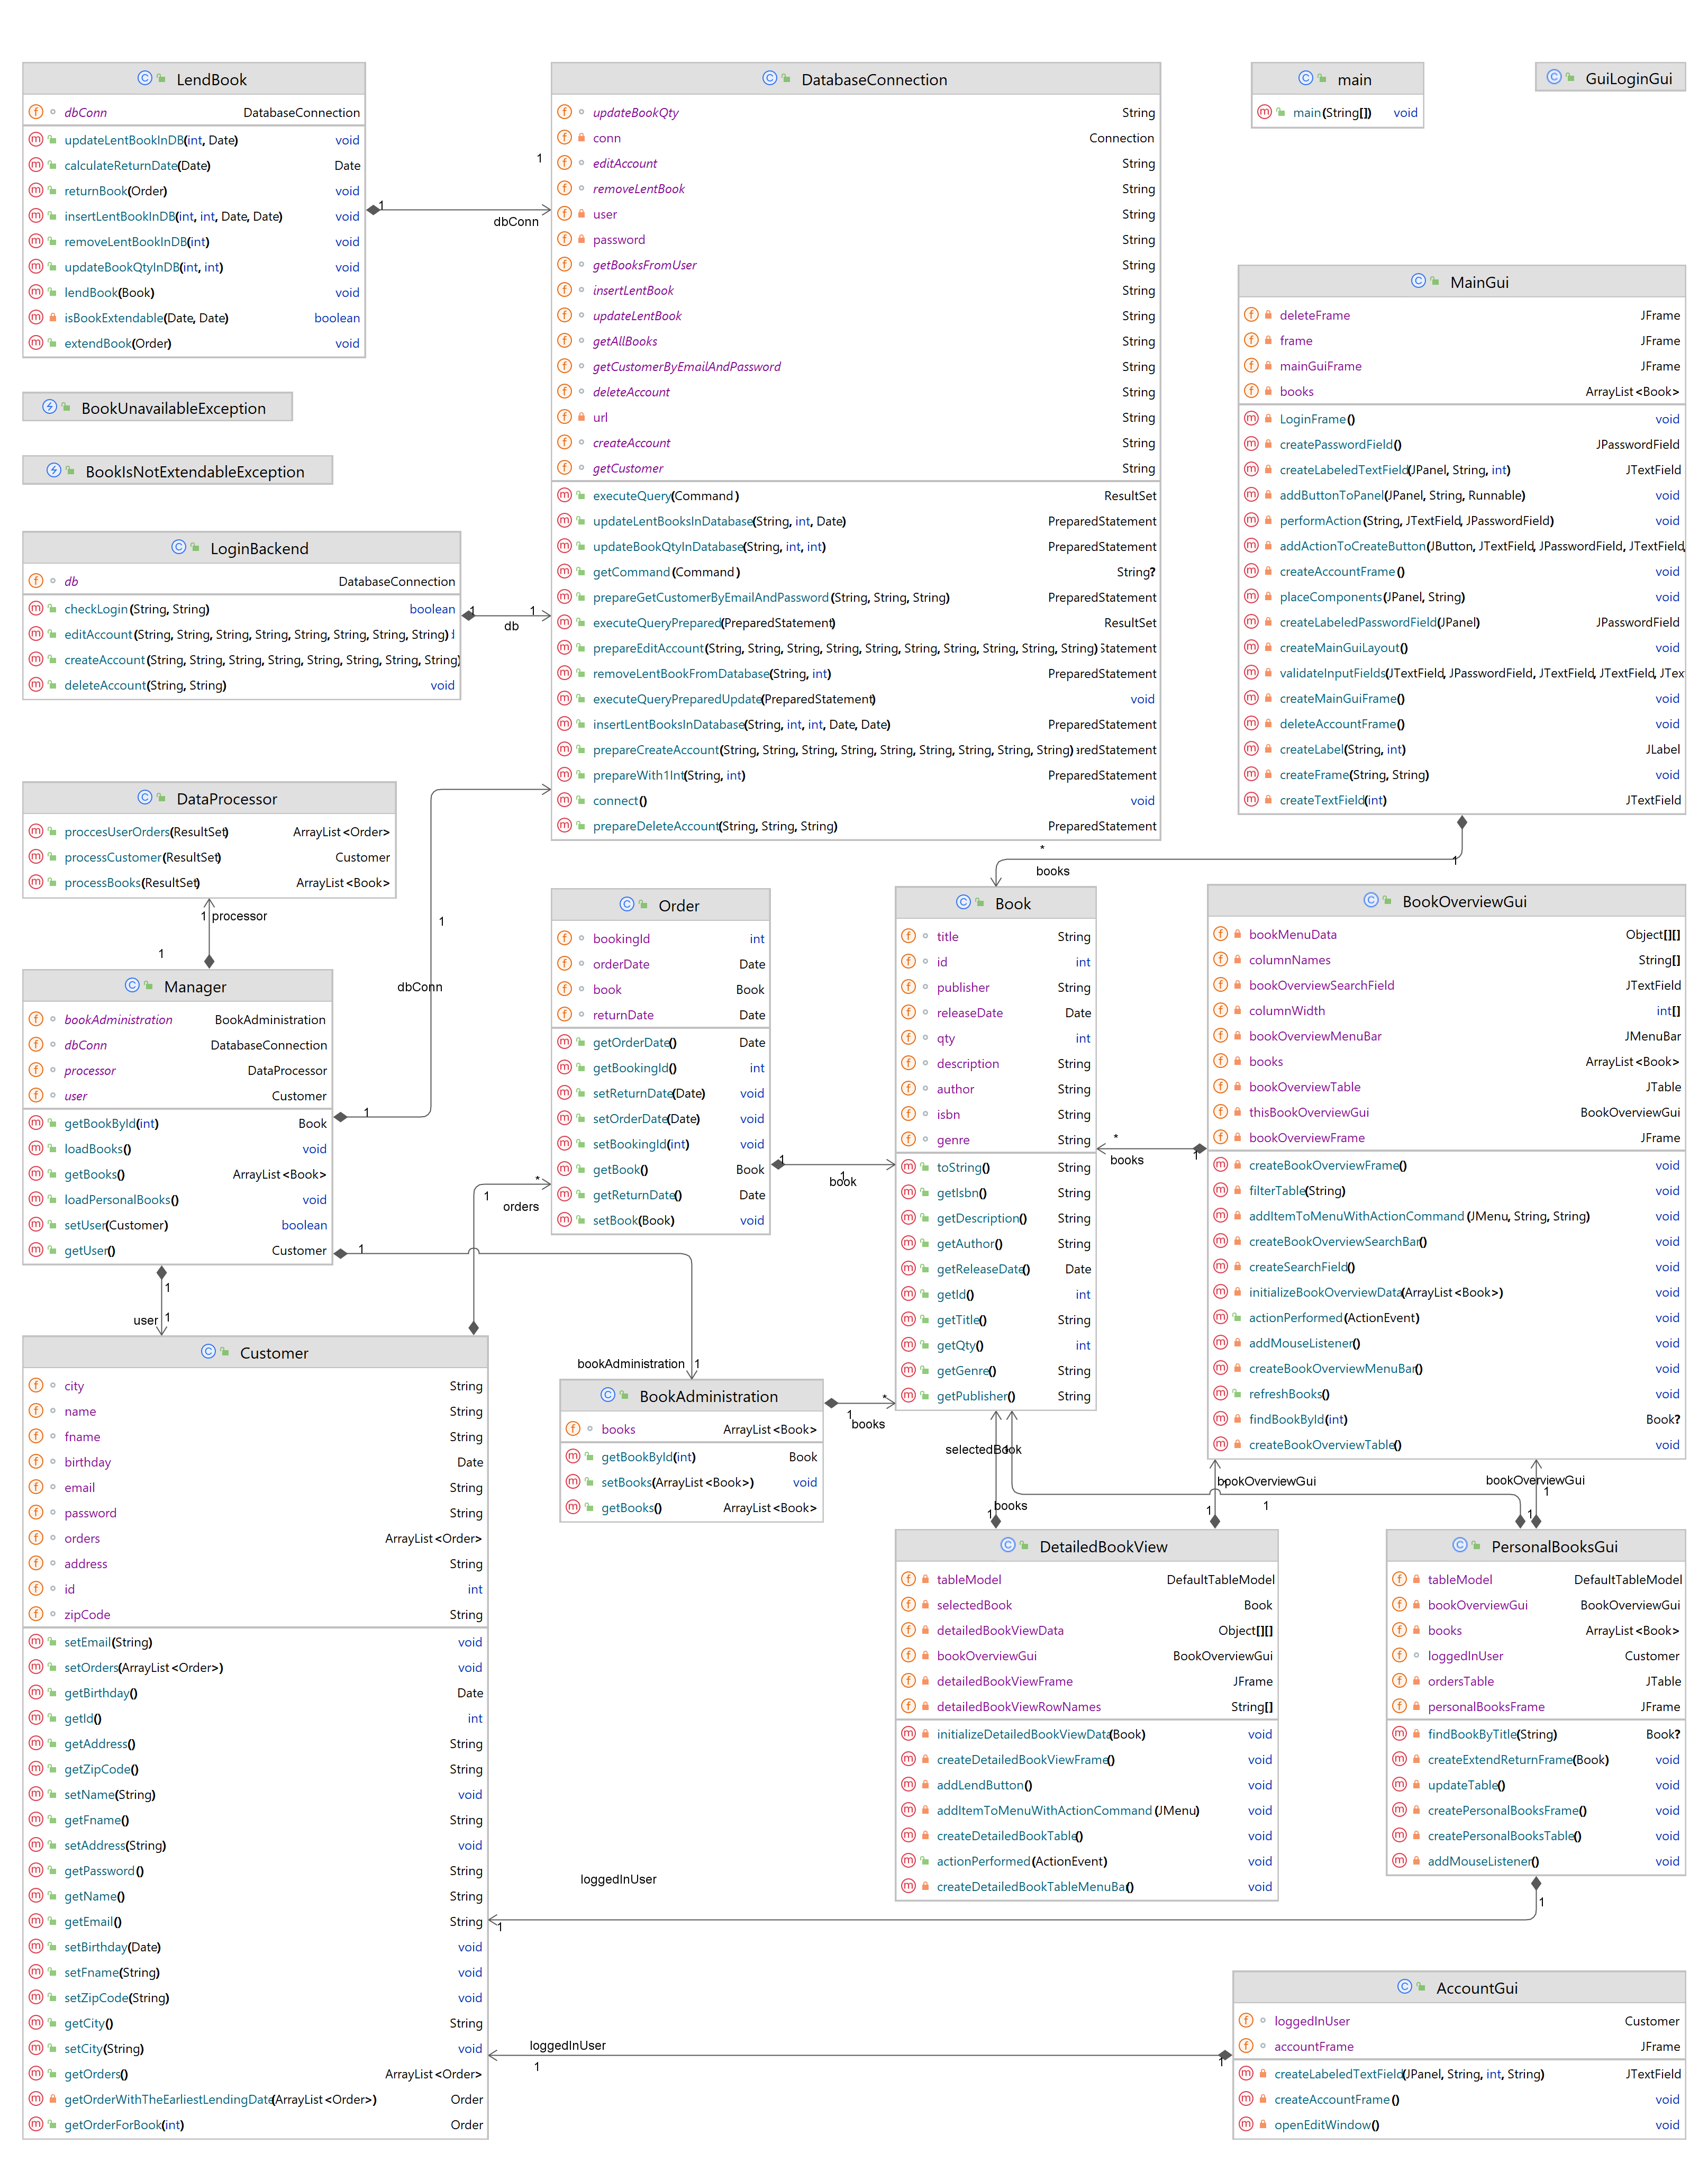 LendBook
dbConn DatabaseConnection
updateLentBookInDB(int, Date) void
calculateReturnDate(Date) Date
returnBook(Order) void
insertLentBookInDB(int, int, Date, Date) void
removeLentBookInDB(int) void
updateBookQtyInDB(int, int) void
lendBook(Book) void
isBookExtendable(Date, Date) boolean
extendBook(Order) void
1
1
dbConn
BookUnavailableException
BookIsNotExtendableException
LoginBackend
db DatabaseConnection
checkLogin(String, String) boolean
editAccount(String, String, String, String, String, String, String, String)
createAccount(String, String, String, String, String, String, String, String)
deleteAccount(String, String) void
1
1
db
DatabaseConnection
updateBookQty String
conn Connection
editAccount String
removeLentBook String
user String
password String
getBooksFromUser String
insertLentBook String
updateLentBook String
getAllBooks String
getCustomerByEmailAndPassword String
deleteAccount String
url String
createAccount String
getCustomer String
executeQuery(Command) ResultSet
updateLentBooksInDatabase(String, int, Date) PreparedStatement
updateBookQtyInDatabase(String, int, int) PreparedStatement
getCommand(Command) String?
prepareGetCustomerByEmailAndPassword(String, String, String) PreparedStatement
executeQueryPrepared(PreparedStatement) ResultSet
prepareEditAccount(String, String, String, String, String, String, String, String, String, String) Statement
removeLentBookFromDatabase(String, int) PreparedStatement
executeQueryPreparedUpdate(PreparedStatement) void
insertLentBooksInDatabase(String, int, int, Date, Date) PreparedStatement
prepareCreateAccount(String, String, String, String, String, String, String, String, String) redStatement
prepareWith1Int(String, int) PreparedStatement
connect() void
prepareDeleteAccount(String, String, String) PreparedStatement
main
main(String[]) void
GuiLoginGui
MainGui
deleteFrame JFrame
frame JFrame
mainGuiFrame JFrame
books ArrayList<Book>
LoginFrame() void
createPasswordField() JPasswordField
createLabeledTextField(JPanel, String, int) JTextField
addButtonToPanel(JPanel, String, Runnable) void
performAction(String, JTextField, JPasswordField) void
addActionToCreateButton(JButton, JTextField, JPasswordField, JTextField,
createAccountFrame() void
placeComponents(JPanel, String) void
createLabeledPasswordField(JPanel) JPasswordField
createMainGuiLayout() void
validateInputFields(JTextField, JPasswordField, JTextField, JTextField, JTex
createMainGuiFrame() void
deleteAccountFrame() void
createLabel(String, int) JLabel
createFrame(String, String) void
createTextField(int) JTextField
1
*
books
DataProcessor
proccesUserOrders(ResultSet) ArrayList<Order>
processCustomer(ResultSet) Customer
processBooks(ResultSet) ArrayList<Book>
1 processor
1
Manager
bookAdministration BookAdministration
dbConn DatabaseConnection
processor DataProcessor
user Customer
getBookById(int) Book
loadBooks() void
getBooks() ArrayList<Book>
loadPersonalBooks() void
setUser(Customer) boolean
getUser() Customer
1
1
dbConn
1
bookAdministration 1
1
user 1
Order
bookingId int
orderDate Date
book Book
returnDate Date
getOrderDate() Date
getBookingId() int
setReturnDate(Date) void
setOrderDate(Date) void
setBookingId(int) void
getBook() Book
getReturnDate() Date
setBook(Book) void
1
*
orders
1
1
book
Book
title String
id int
publisher String
releaseDate Date
qty int
description String
author String
isbn String
genre String
toString() String
getIsbn() String
getDescription() String
getAuthor() String
getReleaseDate() Date
getId() int
getTitle() String
getQty() int
getGenre() String
getPublisher() String
BookOverviewGui
bookMenuData Object[][]
columnNames String[]
bookOverviewSearchField JTextField
columnWidth int[]
bookOverviewMenuBar JMenuBar
books ArrayList<Book>
bookOverviewTable JTable
thisBookOverviewGui BookOverviewGui
bookOverviewFrame JFrame
createBookOverviewFrame() void
filterTable(String) void
addItemToMenuWithActionCommand(JMenu, String, String) void
createBookOverviewSearchBar() void
createSearchField() void
initializeBookOverviewData(ArrayList<Book>) void
actionPerformed(ActionEvent) void
addMouseListener() void
createBookOverviewMenuBar() void
refreshBooks() void
findBookById(int) Book?
createBookOverviewTable() void
*
books
1
BookAdministration
books ArrayList<Book>
getBookById(int) Book
setBooks(ArrayList<Book>) void
getBooks() ArrayList<Book>
1
*
books
selectedBook
1
books
1
1
bookOverviewGui
1
bookOverviewGui
1
1
Customer
city String
name String
fname String
birthday Date
email String
password String
orders ArrayList<Order>
address String
id int
zipCode String
setEmail(String) void
setOrders(ArrayList<Order>) void
getBirthday() Date
getId() int
getAddress() String
getZipCode() String
setName(String) void
getFname() String
setAddress(String) void
getPassword() String
getName() String
getEmail() String
setBirthday(Date) void
setFname(String) void
setZipCode(String) void
getCity() String
setCity(String) void
getOrders() ArrayList<Order>
getOrderWithTheEarliestLendingDate(ArrayList<Order>) Order
getOrderForBook(int) Order
DetailedBookView
tableModel DefaultTableModel
selectedBook Book
detailedBookViewData Object[][]
bookOverviewGui BookOverviewGui
detailedBookViewFrame JFrame
detailedBookViewRowNames String[]
initializeDetailedBookViewData(Book) void
createDetailedBookViewFrame() void
addLendButton() void
addItemToMenuWithActionCommand(JMenu) void
createDetailedBookTable() void
actionPerformed(ActionEvent) void
createDetailedBookTableMenuBar() void
PersonalBooksGui
tableModel DefaultTableModel
bookOverviewGui BookOverviewGui
books ArrayList<Book>
loggedInUser Customer
ordersTable JTable
personalBooksFrame JFrame
findBookByTitle(String) Book?
createExtendReturnFrame(Book) void
updateTable() void
createPersonalBooksFrame() void
createPersonalBooksTable() void
addMouseListener() void
loggedInUser
1
1
loggedInUser
1
1
AccountGui
loggedInUser Customer
accountFrame JFrame
createLabeledTextField(JPanel, String, int, String) JTextField
createAccountFrame() void
openEditWindow() void